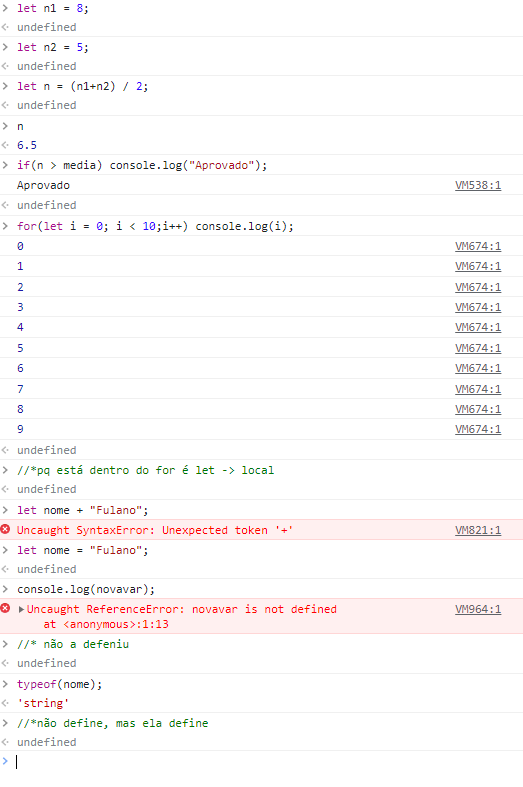 let n1 = 8;
undefined
let n2 = 5;
undefined
let n = (n1+n2) / 2;
undefined
n
6.5
if(n > media) console.log("Aprovado");
Aprovado VM538:1
undefined
for(let i = 0; i < 10;i++) console.log(i);
0 VM674:1
1 VM674:1
2 VM674:1
3 VM674:1
4 VM674:1
5 VM674:1
6 VM674:1
7 VM674:1
8 VM674:1
9 VM674:1
undefined
//*pq está dentro do for é let -> local
undefined
let nome + "Fulano";
Uncaught SyntaxError: Unexpected token '+' VM821:1
let nome = "Fulano";
undefined
console.log(novavar);
Uncaught ReferenceError: novavar is not defined VM964:1
at <anonymous>:1:13
//* não a defeniu
undefined
typeof(nome);
'string'
//*não define, mas ela define
undefined